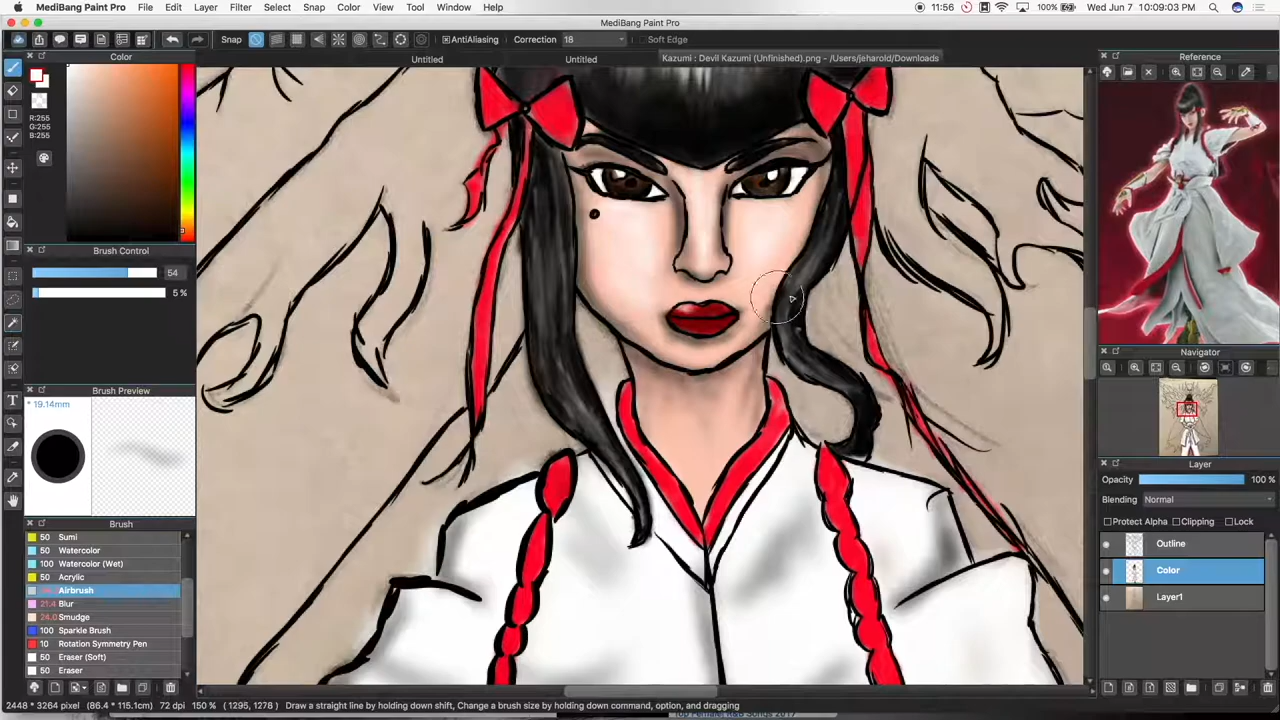 MediBang Paint Pro File Edit Layer Filter Select Snap Color View Tool Window Help 11:56 100% Wed Jun 7 10:09:03 PM
MediBang Paint Pro
Snap AntiAliasing Correction 18 Soft Edge
Color
Untitled Untitled Kazumi : Devil Kazumi (Unfinished).png - /Users/jeharold/Downloads
Reference
R:255
G:255
B:255
Brush Control
54
5 %
Navigator
Brush Preview
* 19.14mm
Layer
Opacity 100 %
Blending Normal
Protect Alpha Clipping Lock
Outline
Color
Layer1
Brush
50 Sumi
50 Watercolor
100 Watercolor (Wet)
50 Acrylic
Airbrush
21.4 Blur
24.0 Smudge
100 Sparkle Brush
10 Rotation Symmetry Pen
50 Eraser (Soft)
50 Eraser
2448 * 3264 pixel (86.4 * 115.1cm) 72 dpi 150 % (1295, 1278) Draw a straight line by holding down shift, Change a brush size by holding down command, option, and dragging